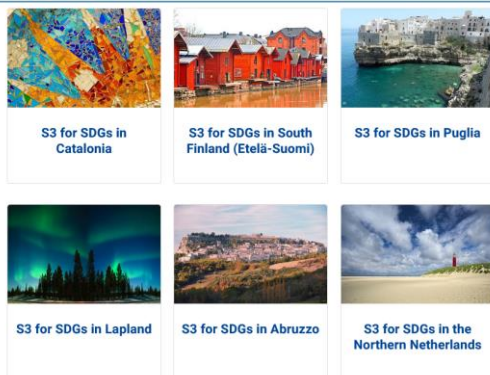 S3 for SDGs in
Catalonia
S3 for SDGs in South
Finland (Etelä-Suomi)
S3 for SDGs in Puglia
S3 for SDGs in Lapland
S3 for SDGs in Abruzzo
S3 for SDGs in the
Northern Netherlands